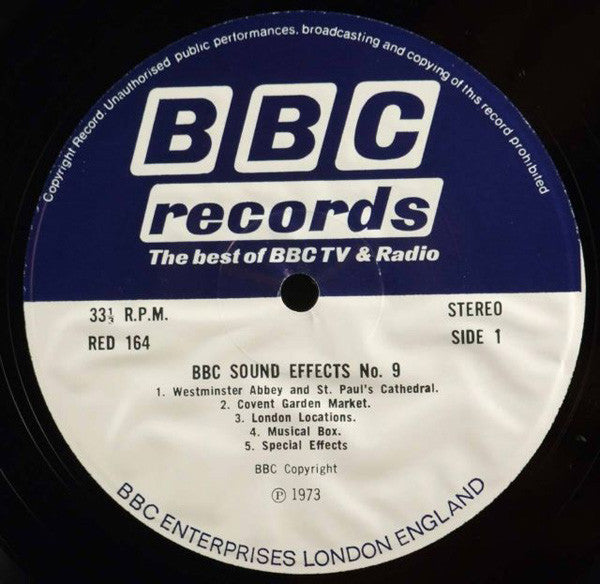 Copyright Record. Unauthorised public performances, broadcasting and copying of this record prohibited
BBC
records
The best of BBC TV & Radio
33⅓ R.P.M.
STEREO
RED 164
SIDE 1
BBC SOUND EFFECTS No. 9
1. Westminster Abbey and St. Paul's Cathedral.
2. Covent Garden Market.
3. London Locations.
4. Musical Box.
5. Special Effects
BBC Copyright
℗ 1973
BBC ENTERPRISES LONDON ENGLAND